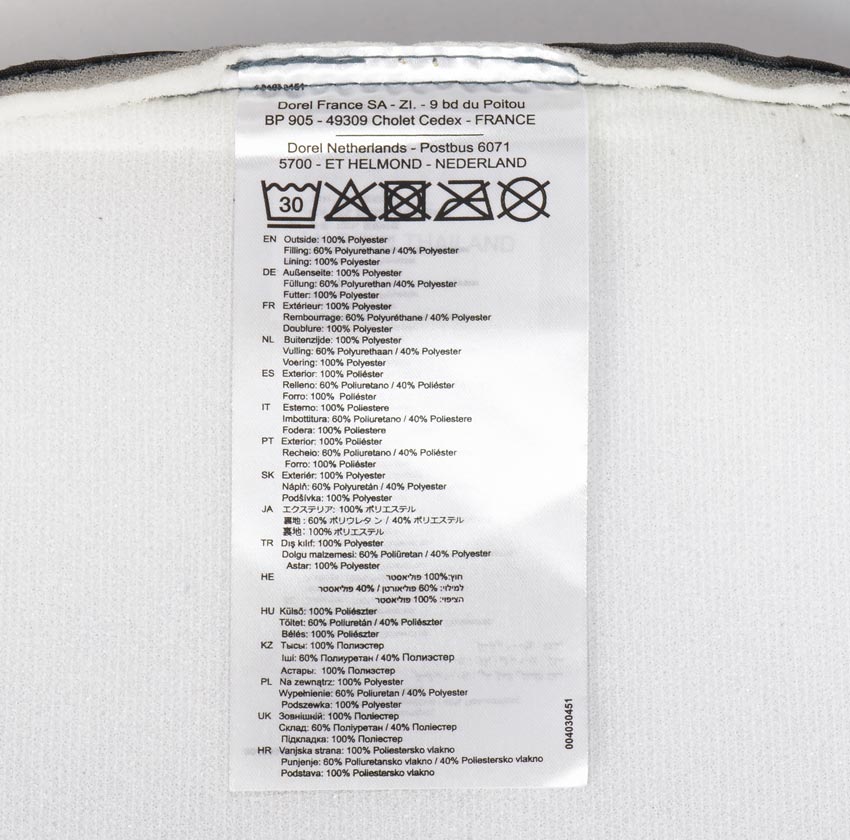 Dorel France SA - ZI. - 9 bd du Poitou
BP 905 - 49309 Cholet Cedex - FRANCE
Dorel Netherlands - Postbus 6071
5700 - ET HELMOND - NEDERLAND
30
EN Outside: 100% Polyester
Filling: 60% Polyurethane / 40% Polyester
Lining: 100% Polyester
DE Außenseite: 100% Polyester
Füllung: 60% Polyurethan /40% Polyester
Futter: 100% Polyester
FR Extérieur: 100% Polyester
Rembourrage: 60% Polyuréthane / 40% Polyester
Doublure: 100% Polyester
NL Buitenzijde: 100% Polyester
Vulling: 60% Polyurethaan / 40% Polyester
Voering: 100% Polyester
ES Exterior: 100% Poliéster
Relleno: 60% Poliuretano / 40% Poliéster
Forro: 100% Poliéster
IT Esterno: 100% Poliestere
Imbottitura: 60% Poliuretano / 40% Poliestere
Fodera: 100% Poliestere
PT Exterior: 100% Poliéster
Recheio: 60% Poliuretano / 40% Poliéster
Forro: 100% Poliéster
SK Exteriér: 100% Polyester
Náplň: 60% Polyuretán / 40% Polyester
Podšívka: 100% Polyester
JA エクステリア: 100% ポリエステル
裏地 : 60% ポリウレタン / 40% ポリエステル
裏地: 100% ポリエステル
TR Dış kılıf: 100% Polyester
Dolgu malzemesi: 60% Poliüretan / 40% Polyester
Astar: 100% Polyester
HE חוץ: 100% פוליאסטר
למילוי: 60% פוליאורטן / 40% פוליאסטר
הציפוי: 100% פוליאסטר
HU Külső: 100% Poliészter
Töltet: 60% Poliuretán / 40% Poliészter
Bélés: 100% Poliészter
KZ Тысы: 100% Полиэстер
Іші: 60% Полиуретан / 40% Полиэстер
Астары: 100% Полиэстер
PL Na zewnątrz: 100% Polyester
Wypełnienie: 60% Poliuretan / 40% Polyester
Podszewka: 100% Polyester
UK Зовнішній: 100% Поліестер
Склад: 60% Поліуретан / 40% Поліестер
Підкладка: 100% Поліестер
HR Vanjska strana: 100% Poliestersko vlakno
Punjenje: 60% Poliuretansko vlakno / 40% Poliestersko vlakno
Podstava: 100% Poliestersko vlakno
004030451